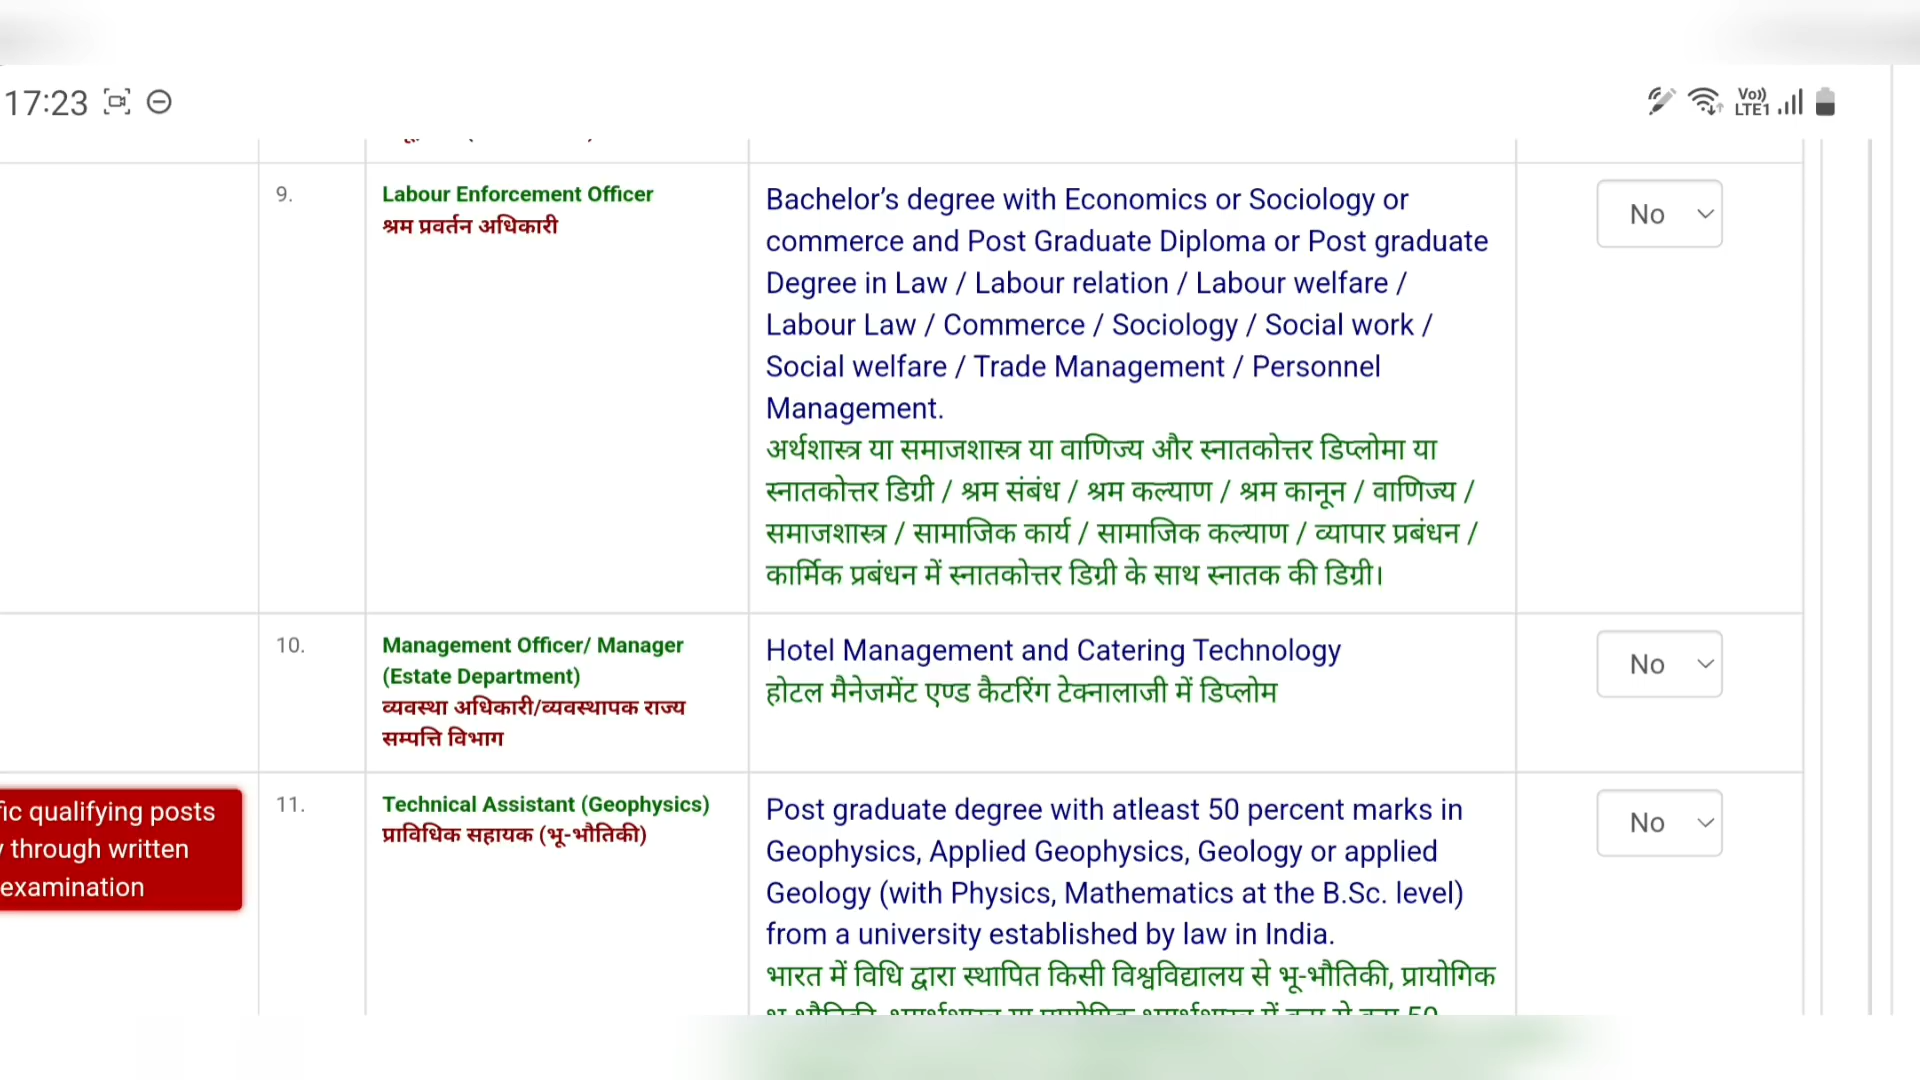 17:23
Vo))
LTE1
9.
Labour Enforcement Officer
श्रम प्रवर्तन अधिकारी
Bachelor’s degree with Economics or Sociology or
commerce and Post Graduate Diploma or Post graduate
Degree in Law / Labour relation / Labour welfare /
Labour Law / Commerce / Sociology / Social work /
Social welfare / Trade Management / Personnel
Management.
अर्थशास्त्र या समाजशास्त्र या वाणिज्य और स्नातकोत्तर डिप्लोमा या
स्नातकोत्तर डिग्री / श्रम संबंध / श्रम कल्याण / श्रम कानून / वाणिज्य /
समाजशास्त्र / सामाजिक कार्य / सामाजिक कल्याण / व्यापार प्रबंधन /
कार्मिक प्रबंधन में स्नातकोत्तर डिग्री के साथ स्नातक की डिग्री।
No
10.
Management Officer/ Manager
(Estate Department)
व्यवस्था अधिकारी/व्यवस्थापक राज्य
सम्पत्ति विभाग
Hotel Management and Catering Technology
होटल मैनेजमेंट एण्ड कैटरिंग टेक्नालाजी में डिप्लोम
No
fic qualifying posts
through written
examination
11.
Technical Assistant (Geophysics)
प्राविधिक सहायक (भू-भौतिकी)
Post graduate degree with atleast 50 percent marks in
Geophysics, Applied Geophysics, Geology or applied
Geology (with Physics, Mathematics at the B.Sc. level)
from a university established by law in India.
भारत में विधि द्वारा स्थापित किसी विश्वविद्यालय से भू-भौतिकी, प्रायोगिक
No